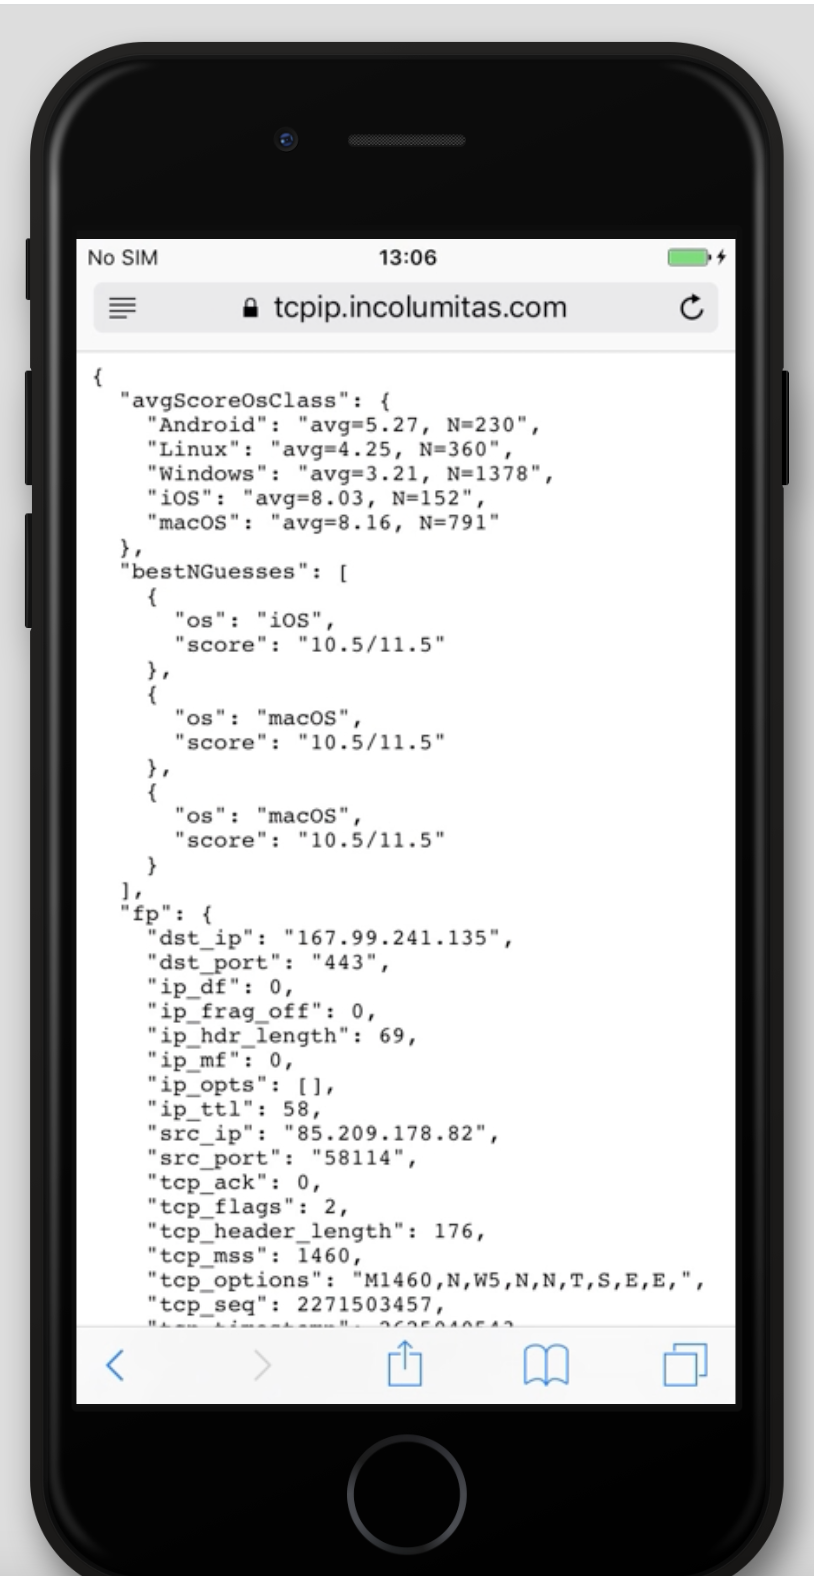 No SIM 13:06
tcpip.incolumitas.com
{
"avgScoreOsClass": {
"Android": "avg=5.27, N=230",
"Linux": "avg=4.25, N=360",
"Windows": "avg=3.21, N=1378",
"iOS": "avg=8.03, N=152",
"macOS": "avg=8.16, N=791"
},
"bestNGuesses": [
{
"os": "iOS",
"score": "10.5/11.5"
},
{
"os": "macOS",
"score": "10.5/11.5"
},
{
"os": "macOS",
"score": "10.5/11.5"
}
],
"fp": {
"dst_ip": "167.99.241.135",
"dst_port": "443",
"ip_df": 0,
"ip_frag_off": 0,
"ip_hdr_length": 69,
"ip_mf": 0,
"ip_opts": [],
"ip_ttl": 58,
"src_ip": "85.209.178.82",
"src_port": "58114",
"tcp_ack": 0,
"tcp_flags": 2,
"tcp_header_length": 176,
"tcp_mss": 1460,
"tcp_options": "M1460,N,W5,N,N,T,S,E,E,",
"tcp_seq": 2271503457,